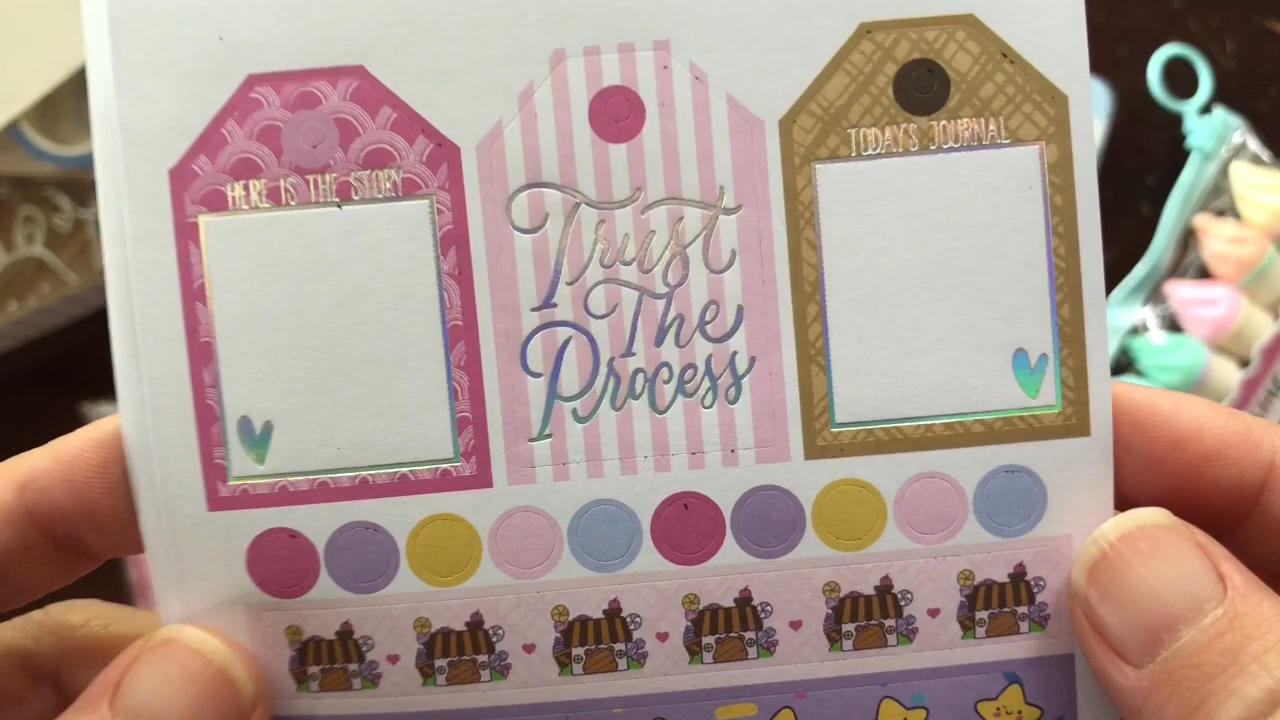 HERE IS THE STORY
Trust
The
Process
TODAY'S JOURNAL